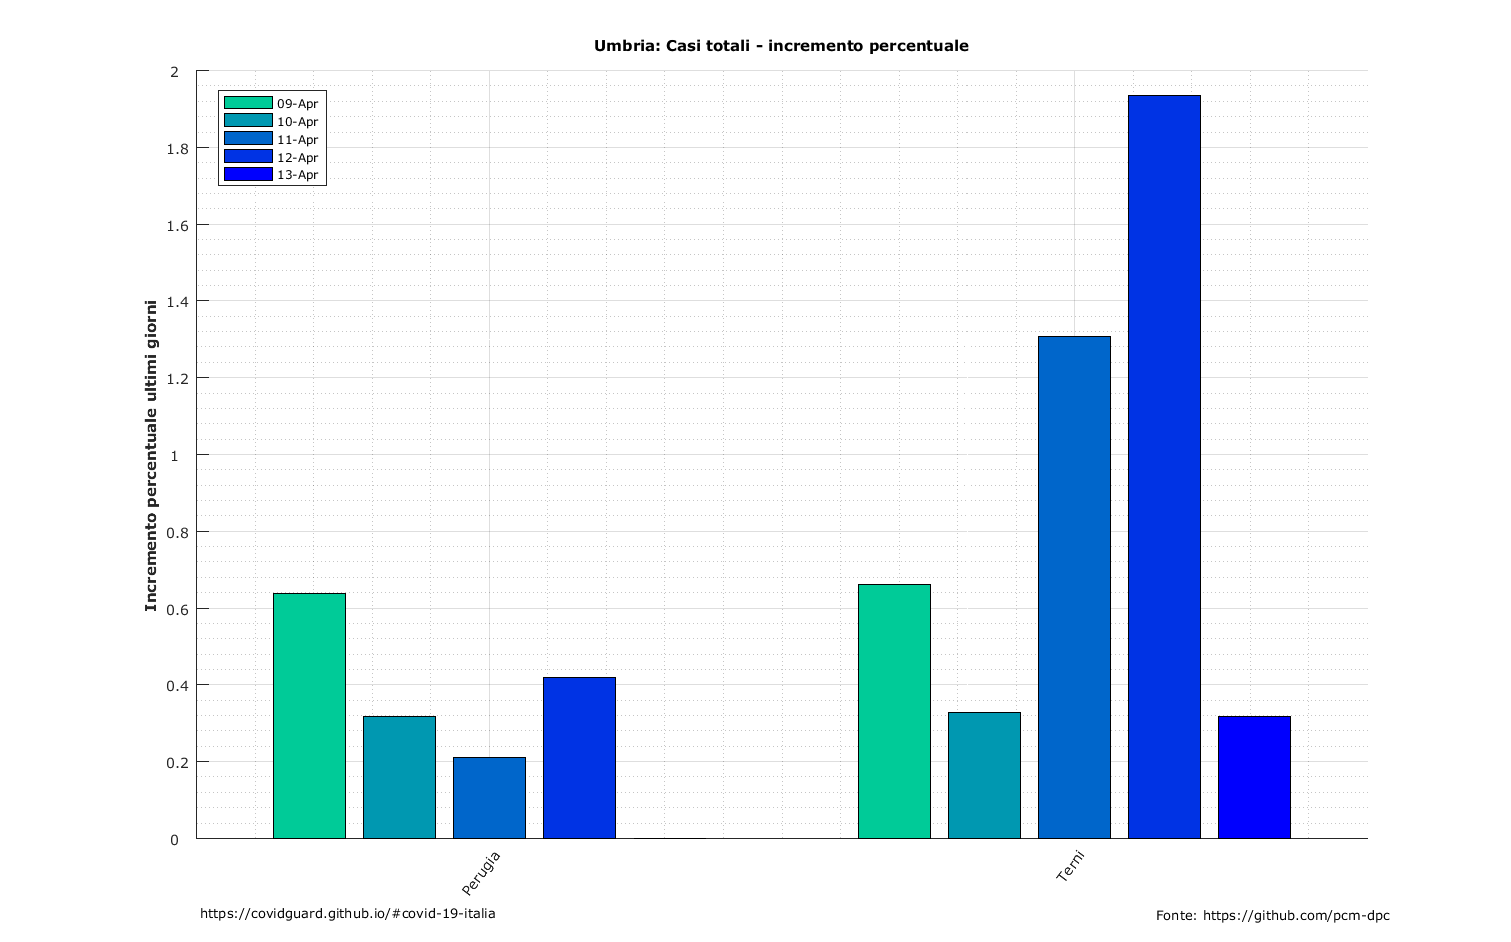 Umbria: Casi totali - incremento percentuale
2
1.8
1.6
1.4
1.2
1
0.8
0.6
0.4
0.2
0
Incremento percentuale ultimi giorni
09-Apr
10-Apr
11-Apr
12-Apr
13-Apr
Perugia
Terni
https://covidguard.github.io/#covid-19-italia
Fonte: https://github.com/pcm-dpc